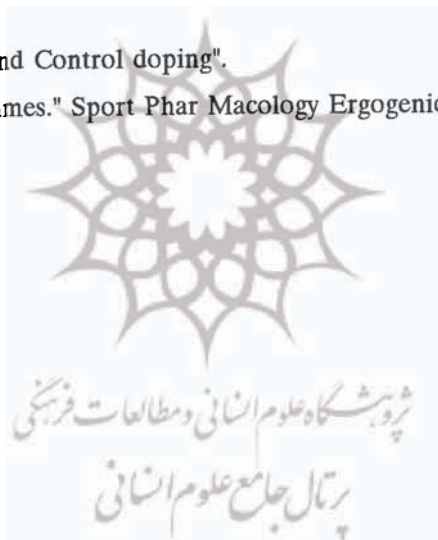 nd Control doping".
mes." Sport Phar Macology Ergogenic
پژوهشگاه علوم انسانی و مطالعات فرهنگی
پرتال جامع علوم انسانی